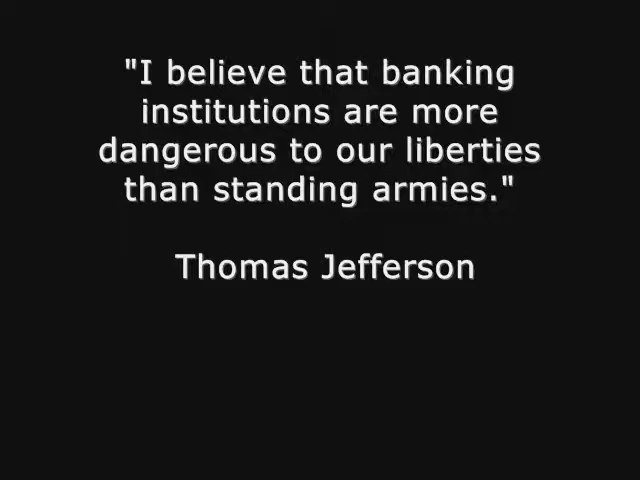 "I believe that banking
institutions are more
dangerous to our liberties
than standing armies."
Thomas Jefferson